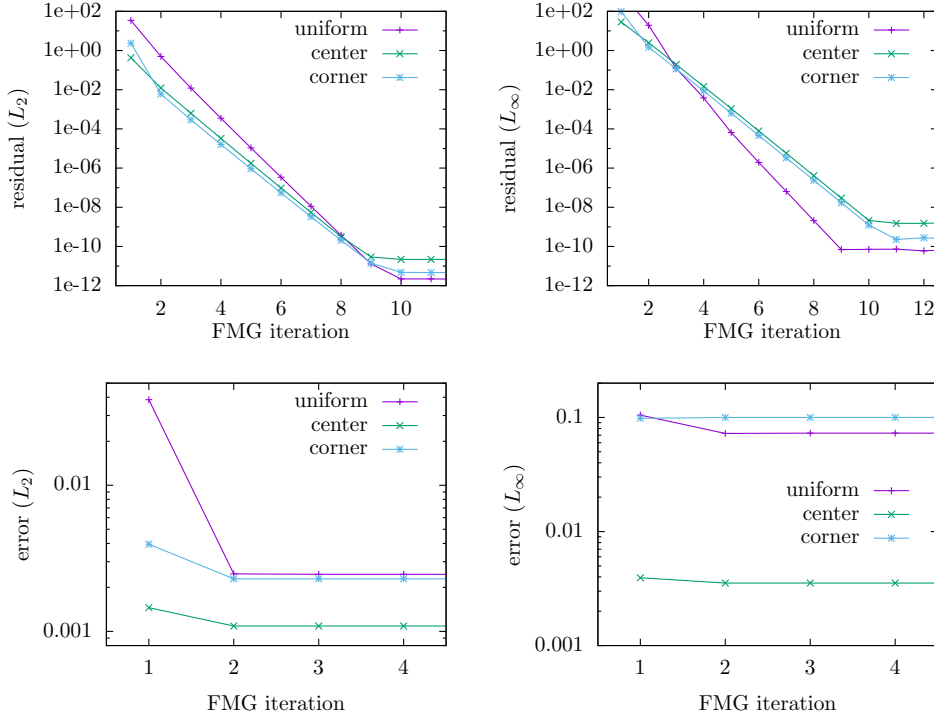 residual (L2)
1e+02
1e+00
1e-02
1e-04
1e-06
1e-08
1e-10
1e-12
2 4 6 8 10
FMG iteration
uniform
center
corner
residual (L∞)
1e+02
1e+00
1e-02
1e-04
1e-06
1e-08
1e-10
1e-12
2 4 6 8 10 12
FMG iteration
uniform
center
corner
error (L2)
0.01
0.001
1 2 3 4
FMG iteration
uniform
center
corner
error (L∞)
0.1
0.01
0.001
1 2 3 4
FMG iteration
uniform
center
corner